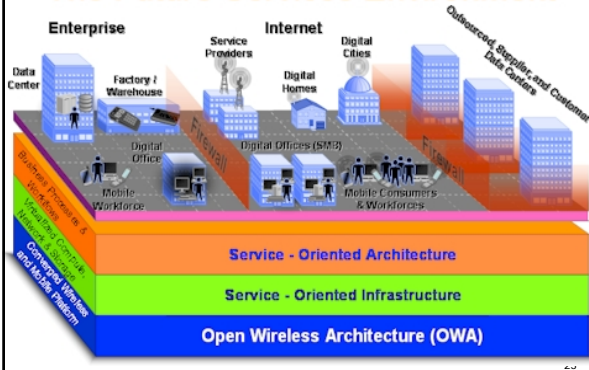 Enterprise
Internet
Data
Center
Factory /
Warehouse
Service
Providers
Digital
Homes
Digital
Cities
Outsourced, Supplier, and Customer
Data Centers
Firewall
Firewall
Digital
Office
Digital Offices (SMB)
Mobile
Workforce
Mobile Consumers
& Workforces
Business Processes &
Workflows
Virtualized Compute,
Network & Storage
Converged Wireless
and Mobile Platform
Service - Oriented Architecture
Service - Oriented Infrastructure
Open Wireless Architecture (OWA)